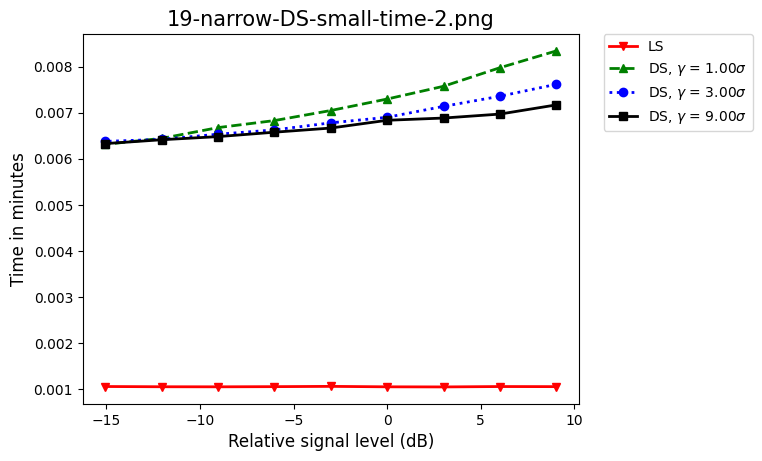 19-narrow-DS-small-time-2.png
LS
DS, γ = 1.00σ
DS, γ = 3.00σ
DS, γ = 9.00σ
Time in minutes
0.008
0.007
0.006
0.005
0.004
0.003
0.002
0.001
−15
−10
−5
0
5
10
Relative signal level (dB)